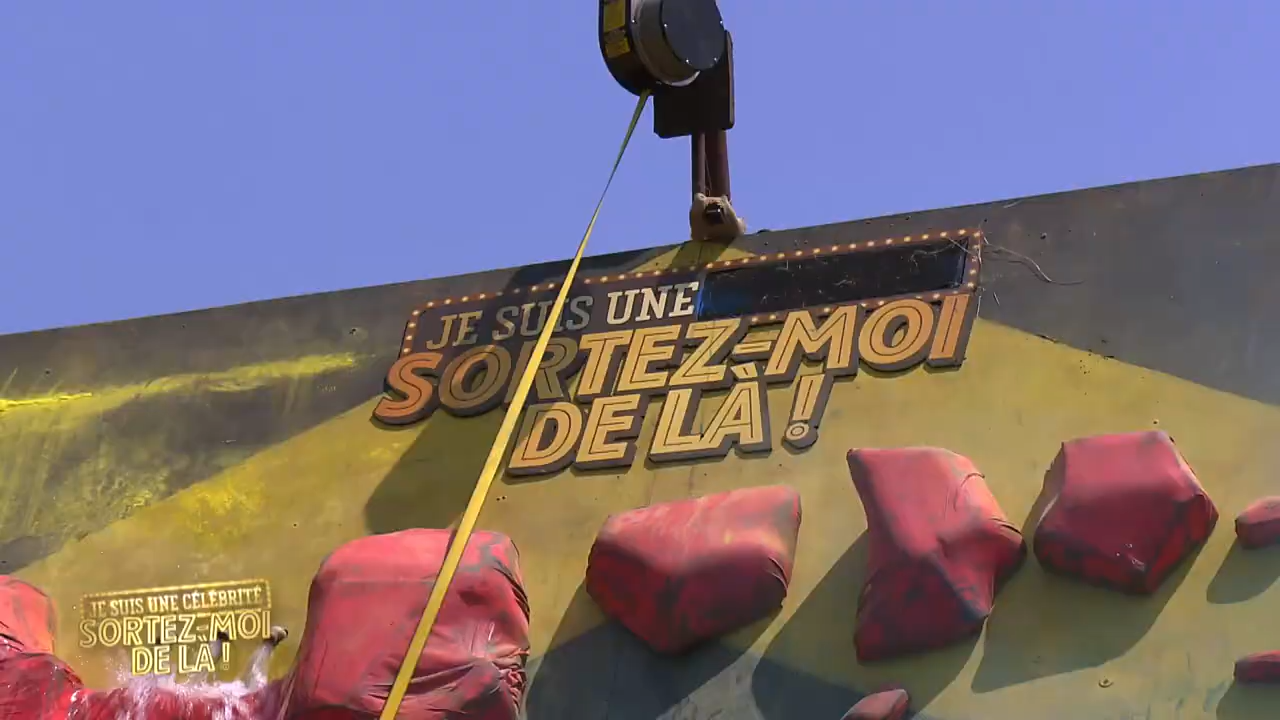 JE SUIS UNE
SORTEZ-MOI
DE LÀ !
JE SUIS UNE CÉLÉBRITÉ
SORTEZ-MOI
DE LÀ !